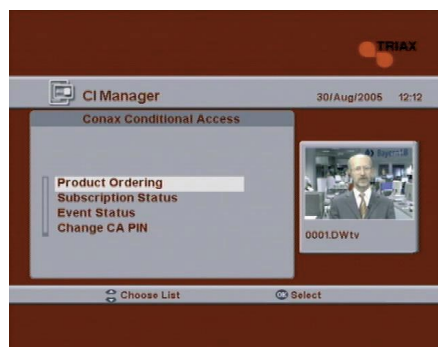 TRIAX
CI Manager
30/Aug/2005 12:12
Conax Conditional Access
Product Ordering
Subscription Status
Event Status
Change CA PIN
0001.DWtv
Choose List
OK Select